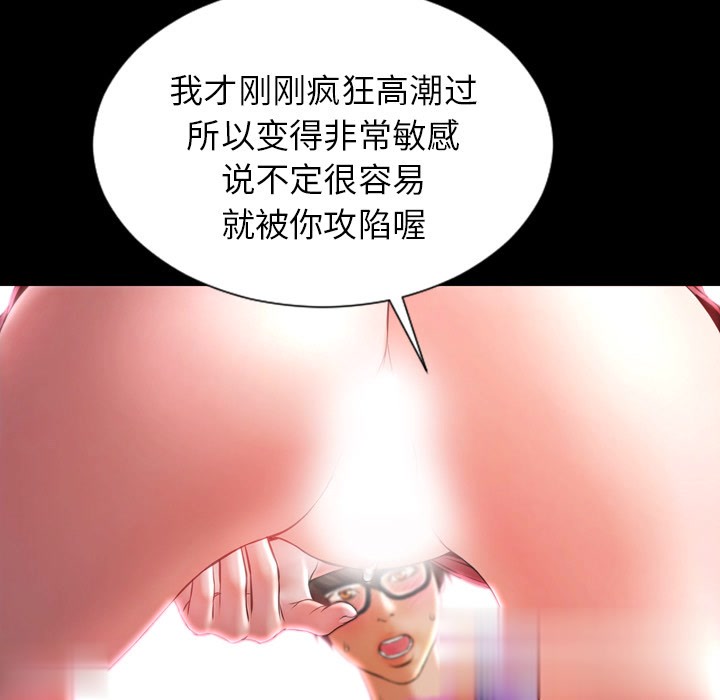 我才刚刚疯狂高潮过
所以变得非常敏感
说不定很容易
就被你攻陷喔